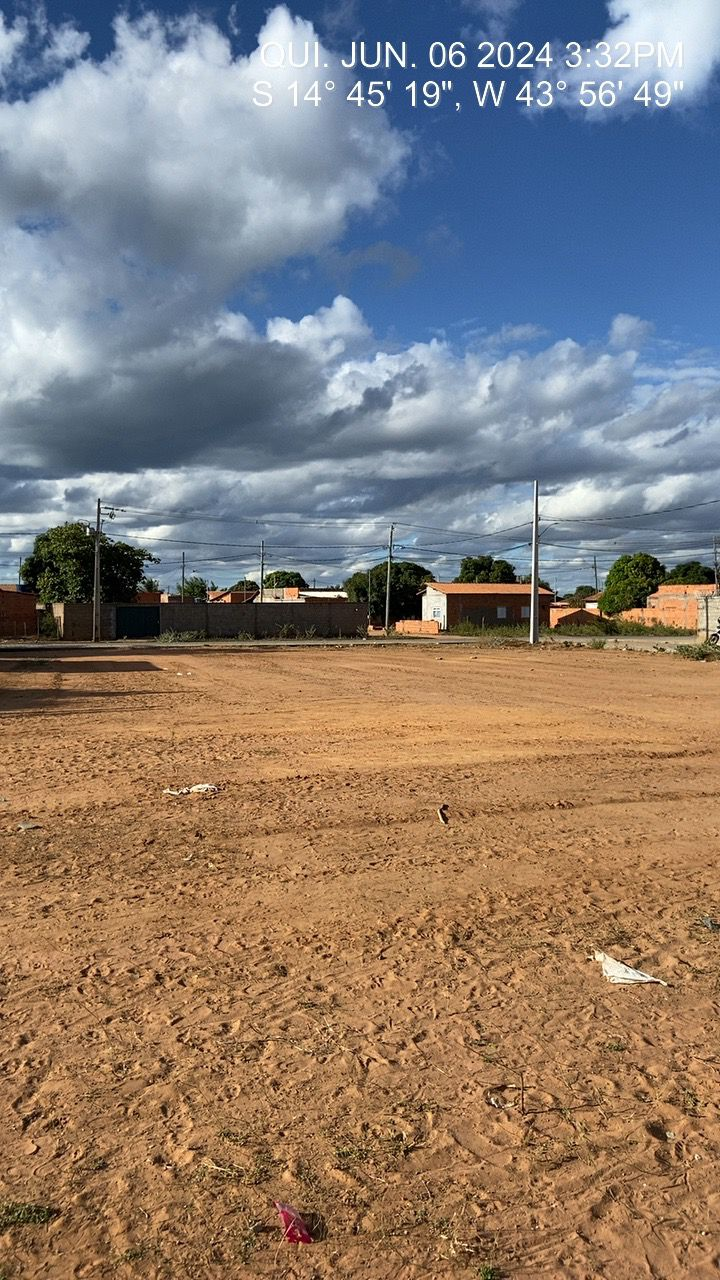 QUI. JUN. 06 2024 3:32PM
S 14° 45' 19", W 43° 56' 49"